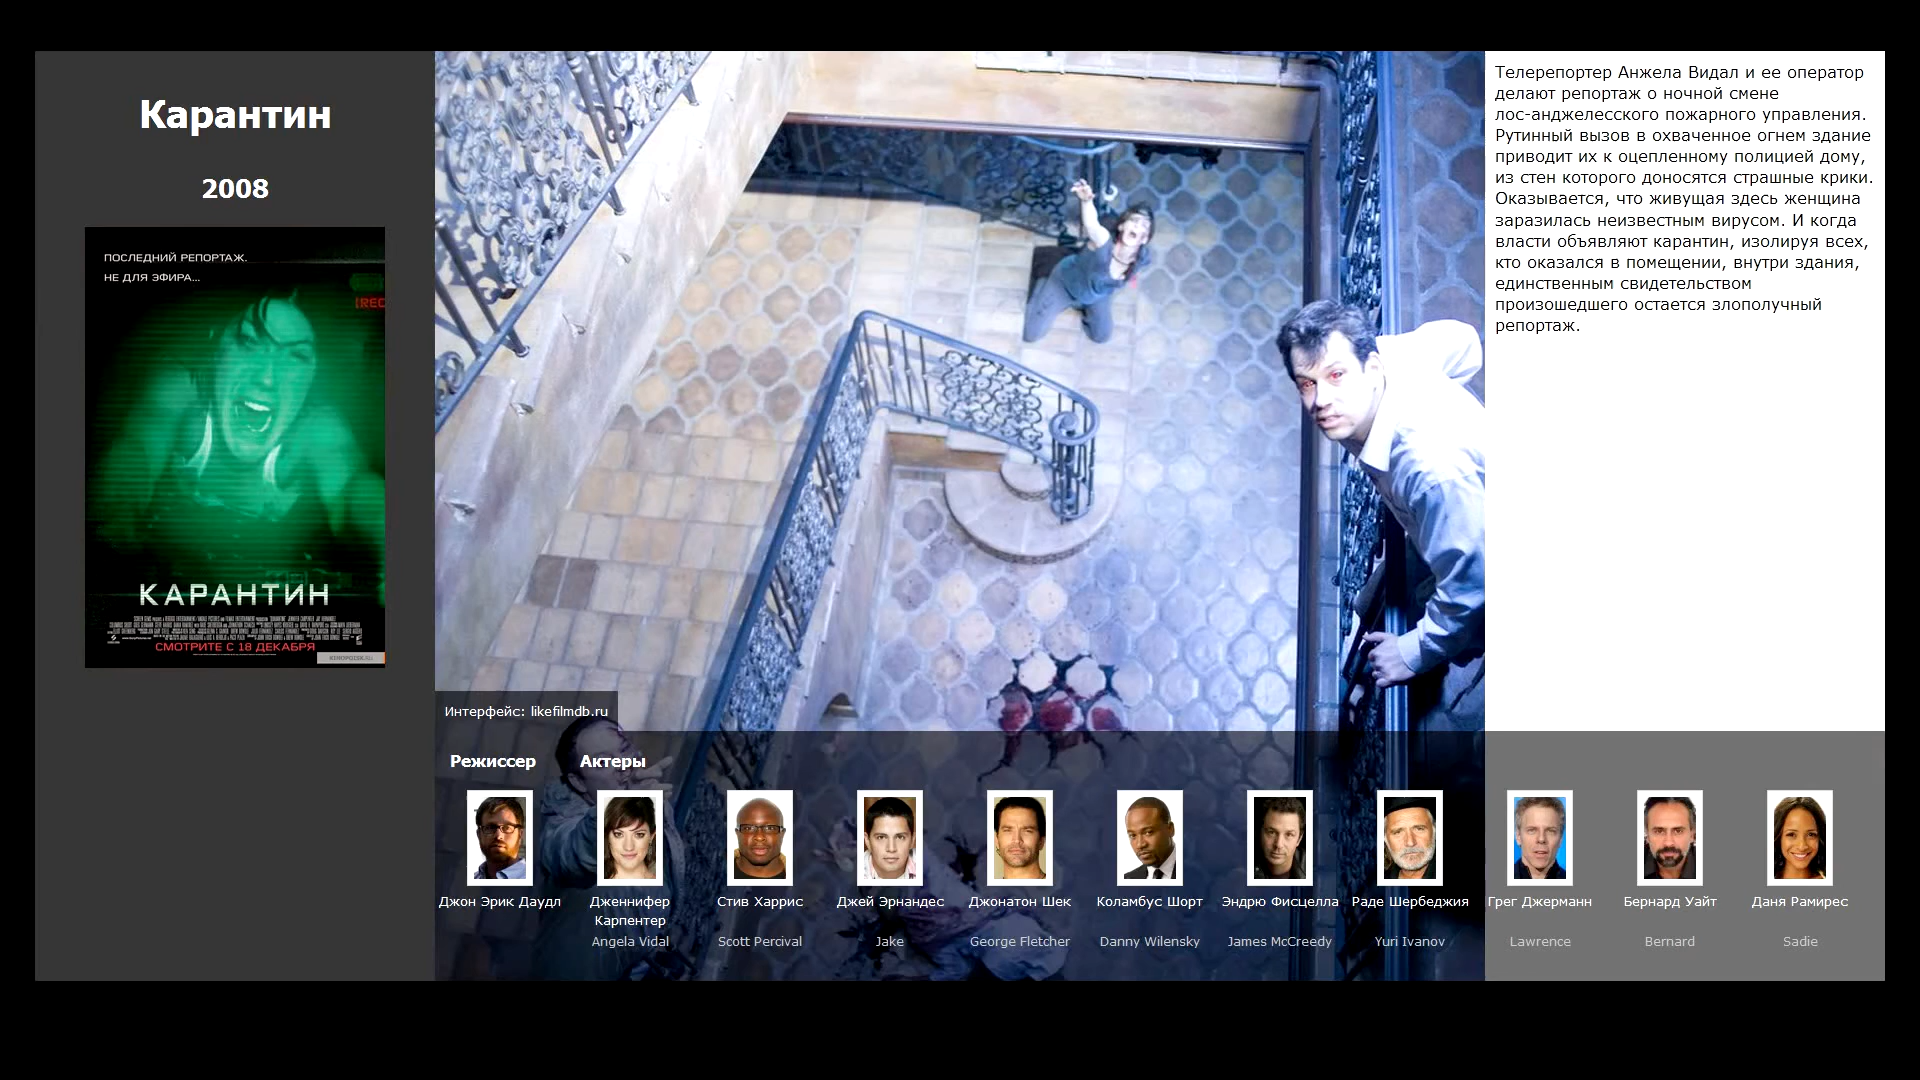 Карантин
2008
ПОСЛЕДНИЙ РЕПОРТАЖ.
НЕ ДЛЯ ЭФИРА...
[REC
КАРАНТИН
СМОТРИТЕ С 18 ДЕКАБРЯ
KINOPOISK.RU
Телерепортер Анжела Видал и ее оператор
делают репортаж о ночной смене
лос-анджелесского пожарного управления.
Рутинный вызов в охваченное огнем здание
приводит их к оцепленному полицией дому,
из стен которого доносятся страшные крики.
Оказывается, что живущая здесь женщина
заразилась неизвестным вирусом. И когда
власти объявляют карантин, изолируя всех,
кто оказался в помещении, внутри здания,
единственным свидетельством
произошедшего остается злополучный
репортаж.
Интерфейс: likefilmdb.ru
Режиссер Актеры
Джон Эрик Даудл Дженнифер Стив Харрис Джей Эрнандес Джонатон Шек Коламбус Шорт Эндрю Фисцелла Раде Шербеджия Грег Джерманн Бернард Уайт Даня Рамирес
Карпентер
Angela Vidal Scott Percival Jake George Fletcher Danny Wilensky James McCreedy Yuri Ivanov Lawrence Bernard Sadie